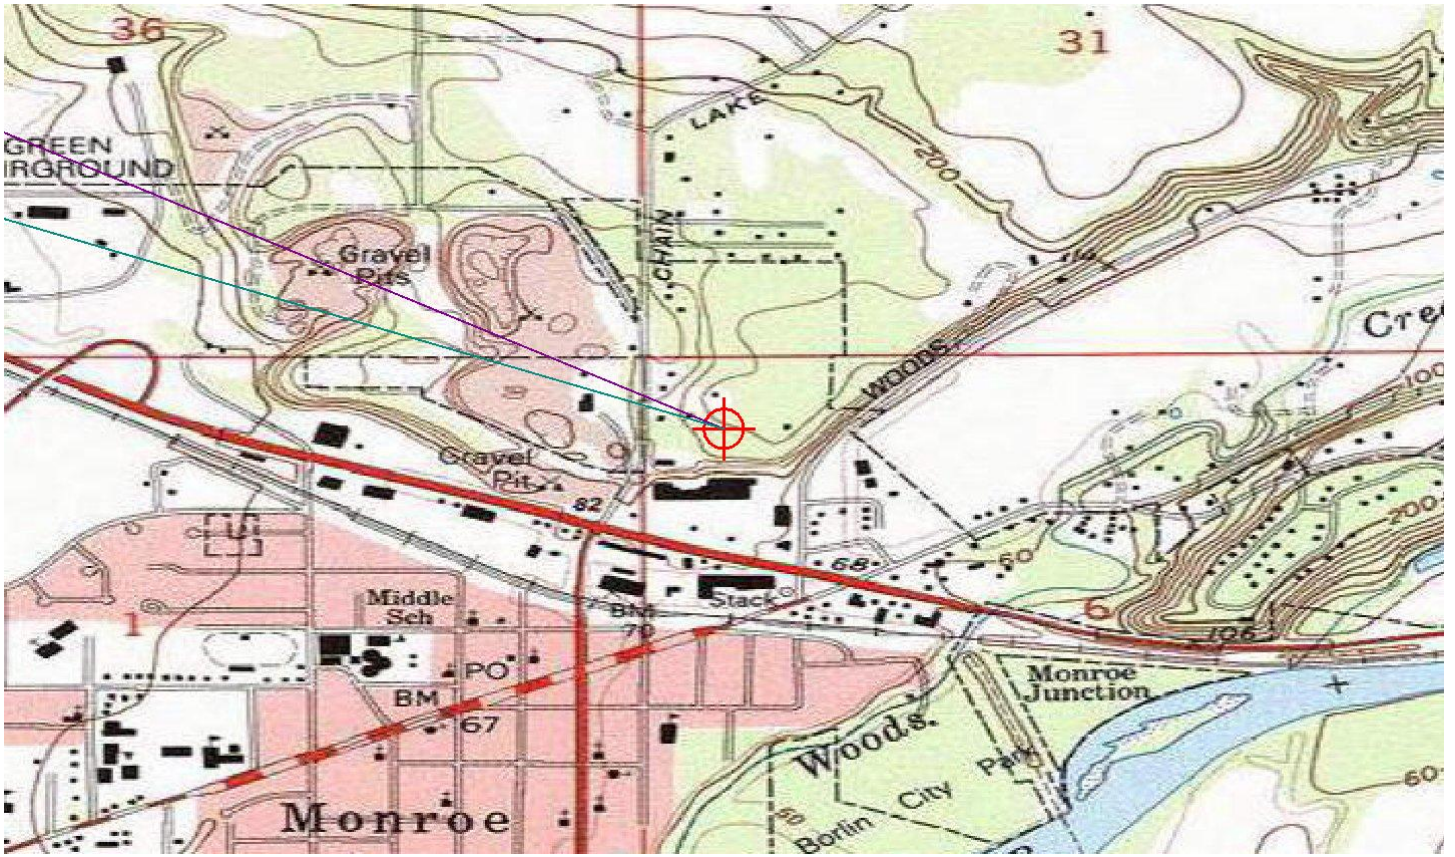 36
31
LAKE
GREEN
IRGROUND
200
CHAIN
Gravel
Pits
Cree
WOODS
100
Gravel
Pit
82
200
60
68
6
Middle
Sch
BM
70
Stack
106
1
PO
BM
67
Monroe
Junction
Woods
City Park
Borlin
60
Monroe